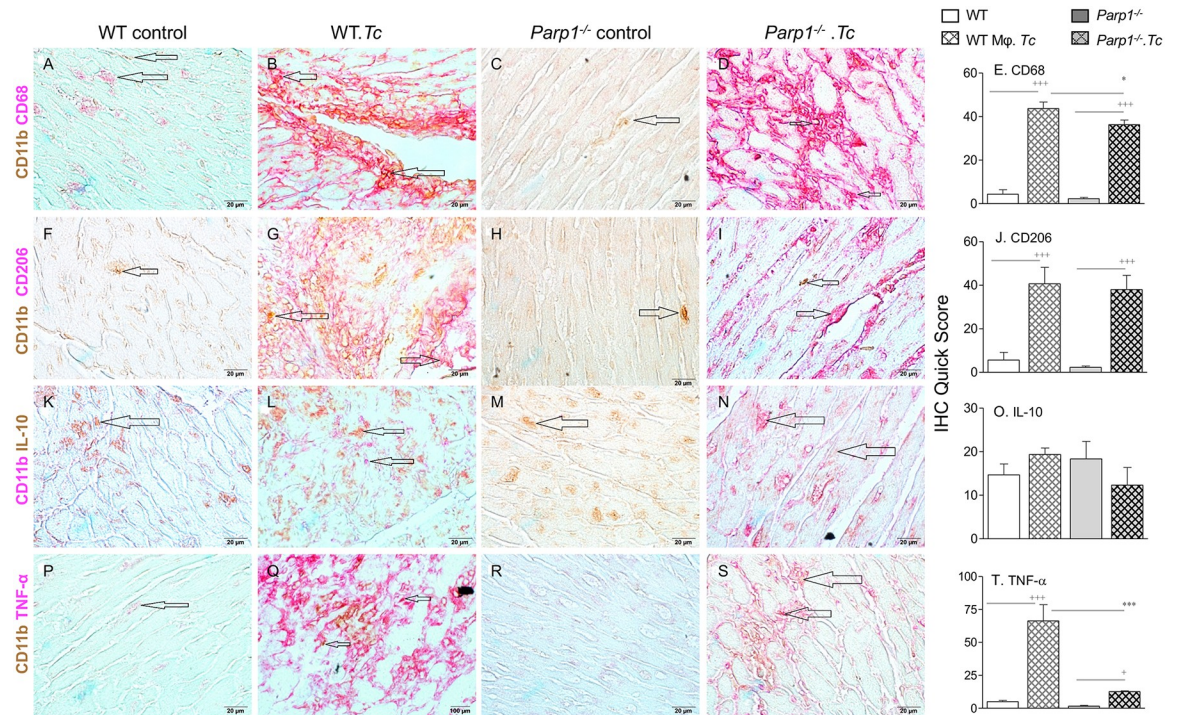 WT control
WT.Tc
Parp1-/- control
Parp1-/- .Tc
WT
Parp1-/-
WT Mφ. Tc
Parp1-/-.Tc
CD11b CD68
A
20 µm
B
20 µm
C
20 µm
D
20 µm
E. CD68
60
40
20
0
+++
*
+++
CD11b CD206
F
20 µm
G
20 µm
H
20 µm
I
20 µm
J. CD206
60
40
20
0
+++
+++
IHC Quick Score
CD11b IL-10
K
20 µm
L
20 µm
M
20 µm
N
20 µm
O. IL-10
30
20
10
0
CD11b TNF-α
P
20 µm
Q
100 µm
R
20 µm
S
20 µm
T. TNF-α
100
75
50
25
0
+++
***
+